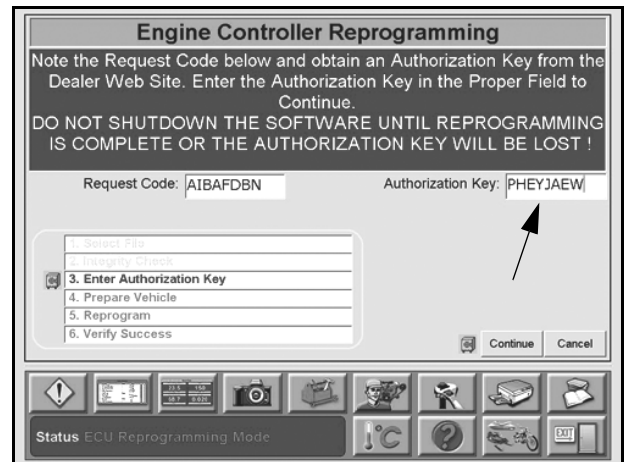 Engine Controller Reprogramming
Note the Request Code below and obtain an Authorization Key from the
Dealer Web Site. Enter the Authorization Key in the Proper Field to
Continue.
DO NOT SHUTDOWN THE SOFTWARE UNTIL REPROGRAMMING
IS COMPLETE OR THE AUTHORIZATION KEY WILL BE LOST !
Request Code: AIBAFDBN Authorization Key: PHEYJAEW
1. Select File
2. Integrity Check
3. Enter Authorization Key
4. Prepare Vehicle
5. Reprogram
6. Verify Success
Continue Cancel
°C EXIT
Status ECU Reprogramming Mode